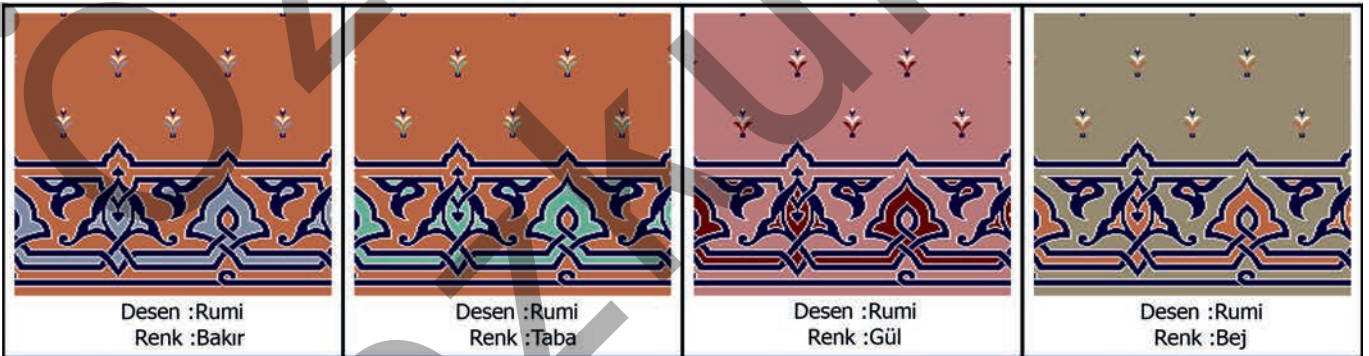 Desen :Rumi
Renk :Bakır
Desen :Rumi
Renk :Taba
Desen :Rumi
Renk :Gül
Desen :Rumi
Renk :Bej